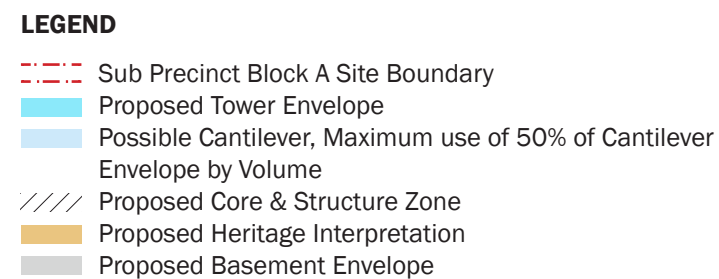 LEGEND
Sub Precinct Block A Site Boundary
Proposed Tower Envelope
Possible Cantilever, Maximum use of 50% of Cantilever
Envelope by Volume
Proposed Core & Structure Zone
Proposed Heritage Interpretation
Proposed Basement Envelope